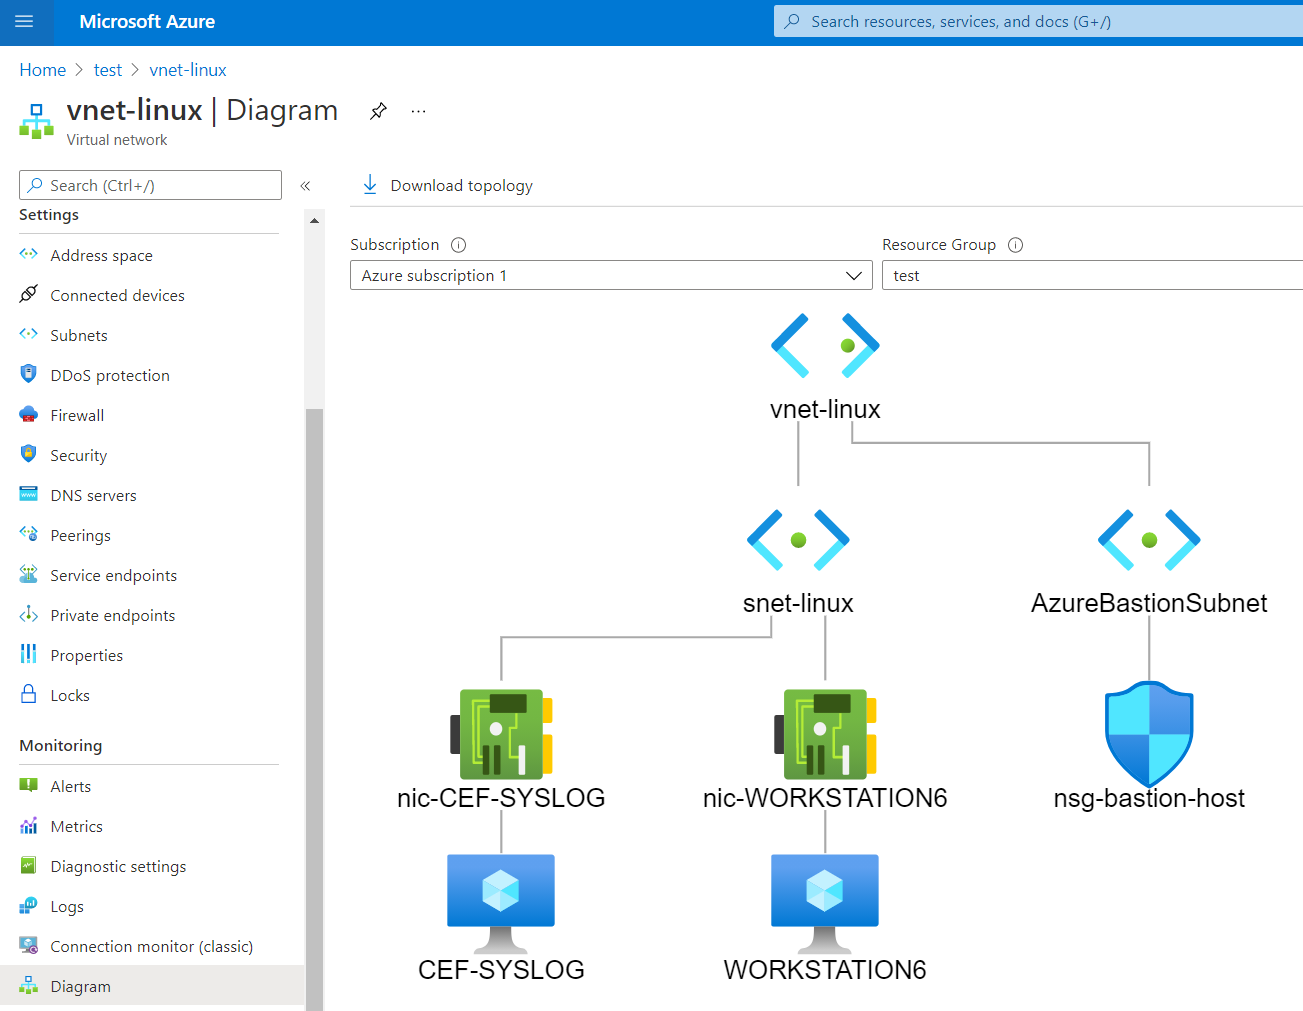 Microsoft Azure
Search resources, services, and docs (G+/)
Home > test > vnet-linux
vnet-linux | Diagram
...
Virtual network
Search (Ctrl+/)
«
Settings
Address space
Connected devices
Subnets
DDoS protection
Firewall
Security
DNS servers
Peerings
Service endpoints
Private endpoints
Properties
Locks
Monitoring
Alerts
Metrics
Diagnostic settings
Logs
Connection monitor (classic)
Diagram
Download topology
Subscription
Resource Group
Azure subscription 1
test
vnet-linux
snet-linux
AzureBastionSubnet
nic-CEF-SYSLOG
nic-WORKSTATION6
nsg-bastion-host
CEF-SYSLOG
WORKSTATION6